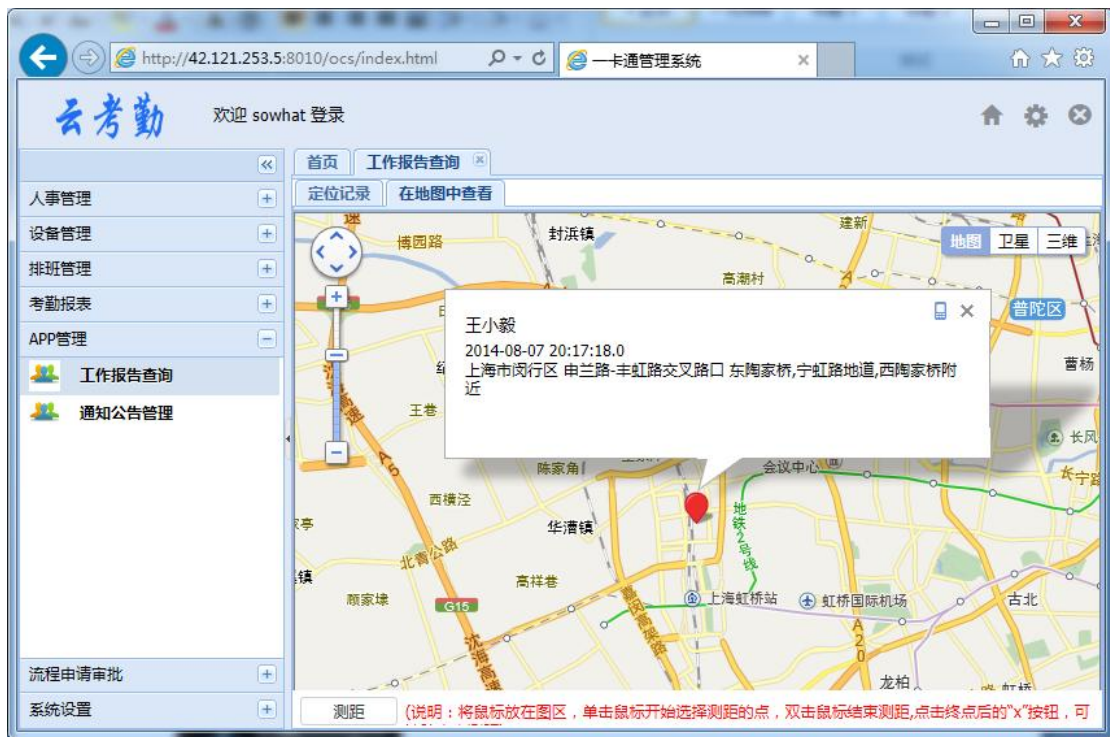 http://42.121.253.5:8010/ocs/index.html
一卡通管理系统
云考勤
欢迎 sowhat 登录
首页
工作报告查询
定位记录
在地图中查看
人事管理
设备管理
排班管理
考勤报表
APP管理
工作报告查询
通知公告管理
流程申请审批
系统设置
地图
卫星
三维
速
博园路
封浜镇
建新
高潮村
普陀区
曹杨
王小毅
2014-08-07 20:17:18.0
上海市闵行区 申兰路-丰虹路交叉路口 东陶家桥,宁虹路地道,西陶家桥附
近
王巷
高速
A5
长风
陈家角
会议中心
长宁路
西横泾
华漕镇
地铁2号线
北青公路
镇
高祥巷
顾家埭
G15
嘉闵高架路
上海虹桥站
虹桥国际机场
古北
A20
沈海高速
龙柏
虹桥
测距
(说明：将鼠标放在图区，单击鼠标开始选择测距的点，双击鼠标结束测距,点击终点后的"x"按钮，可